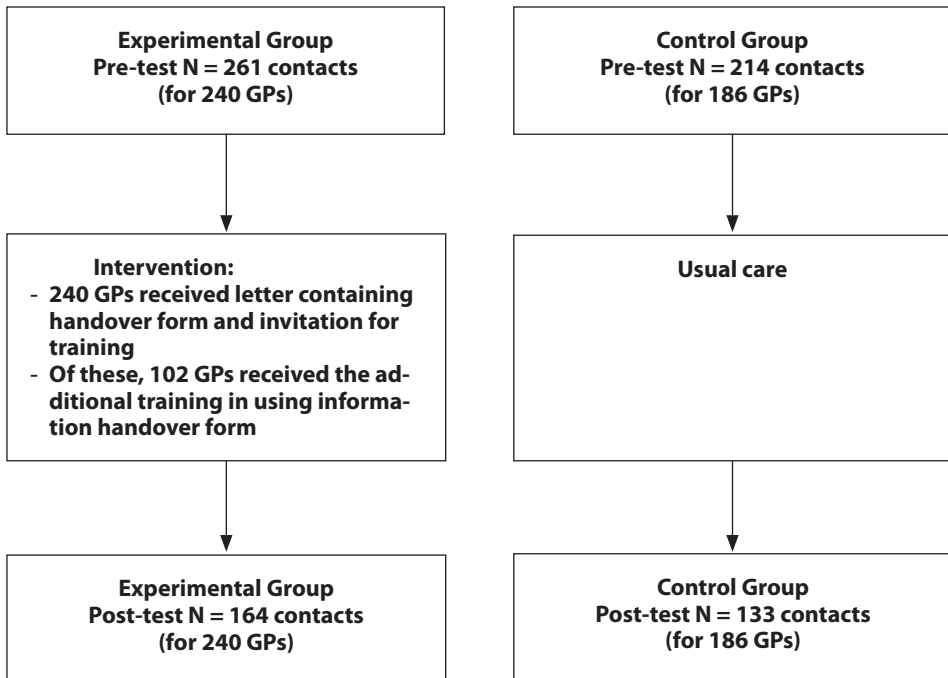 Experimental Group
Pre-test N = 261 contacts
(for 240 GPs)
Control Group
Pre-test N = 214 contacts
(for 186 GPs)
Intervention:
- 240 GPs received letter containing
handover form and invitation for
training
- Of these, 102 GPs received the ad-
ditional training in using informa-
tion handover form
Usual care
Experimental Group
Post-test N = 164 contacts
(for 240 GPs)
Control Group
Post-test N = 133 contacts
(for 186 GPs)